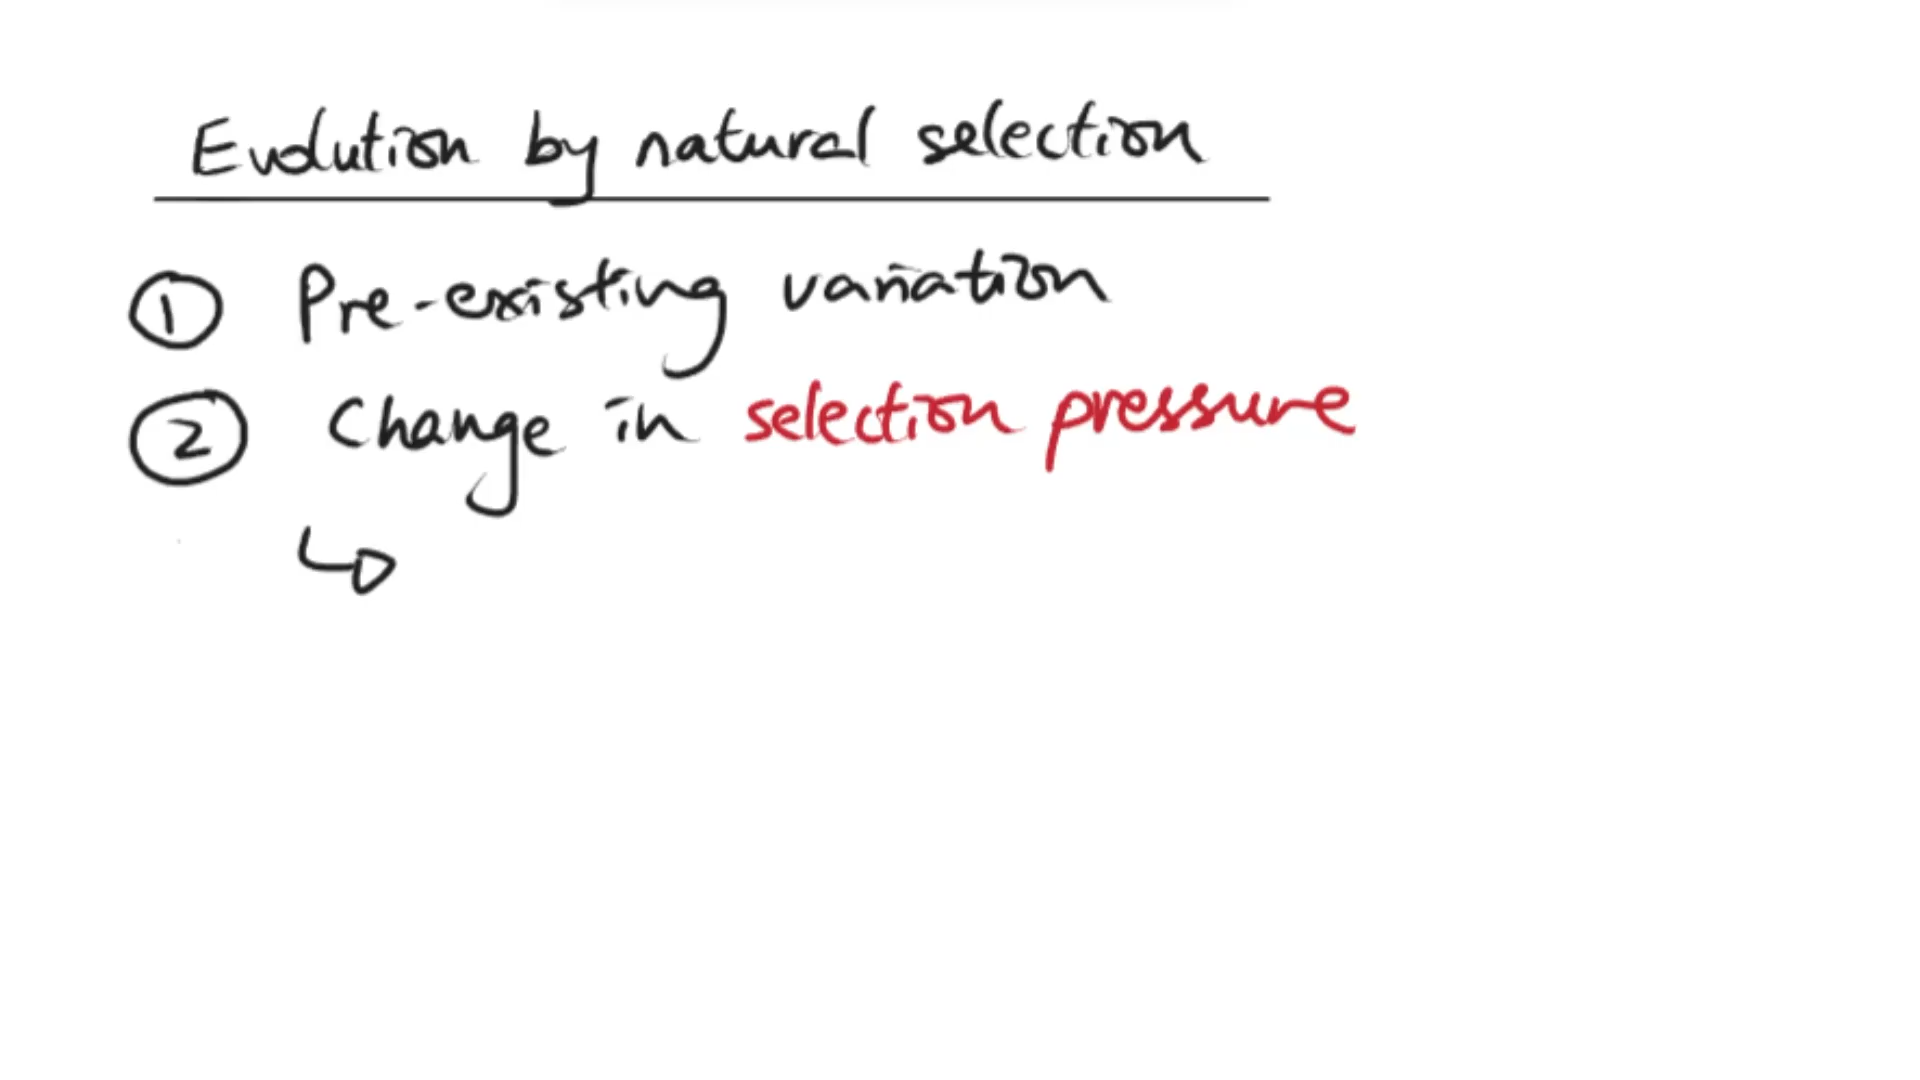 Evolution by natural selection
① Pre-existing variation
② Change in selection pressure
↳